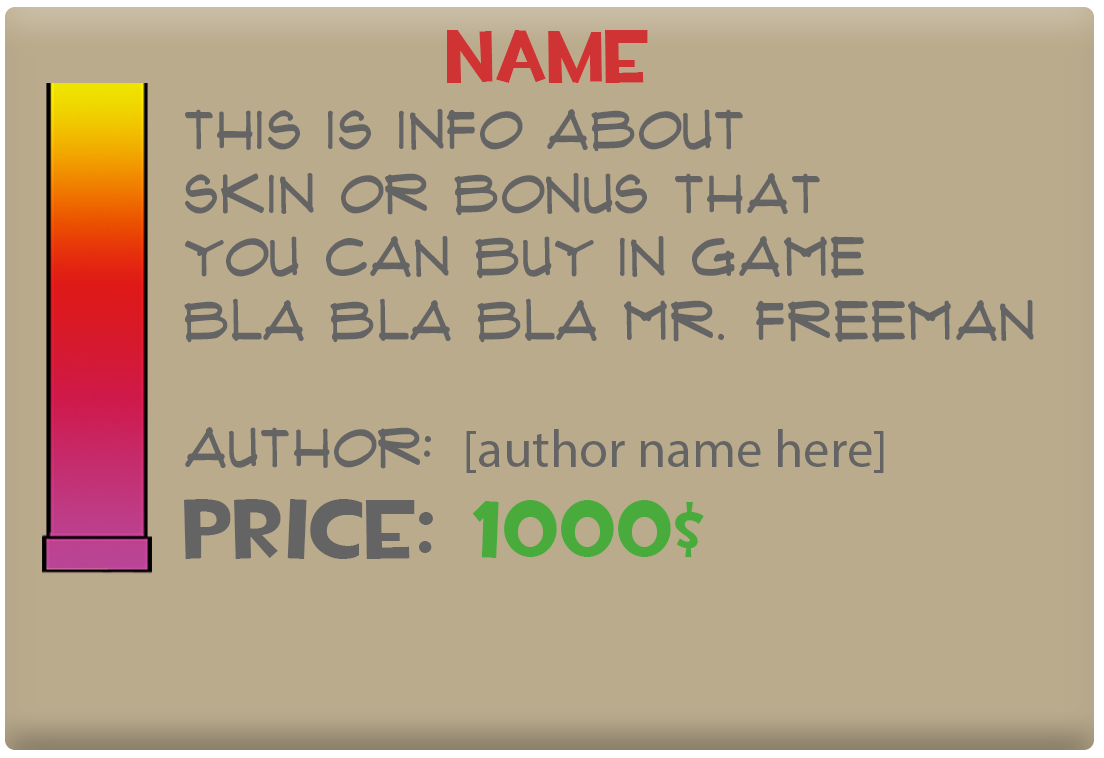 NAME
THIS IS INFO ABOUT
SKIN OR BONUS THAT
YOU CAN BUY IN GAME
BLA BLA BLA MR. FREEMAN
AUTHOR: [author name here]
PRICE: 1000$